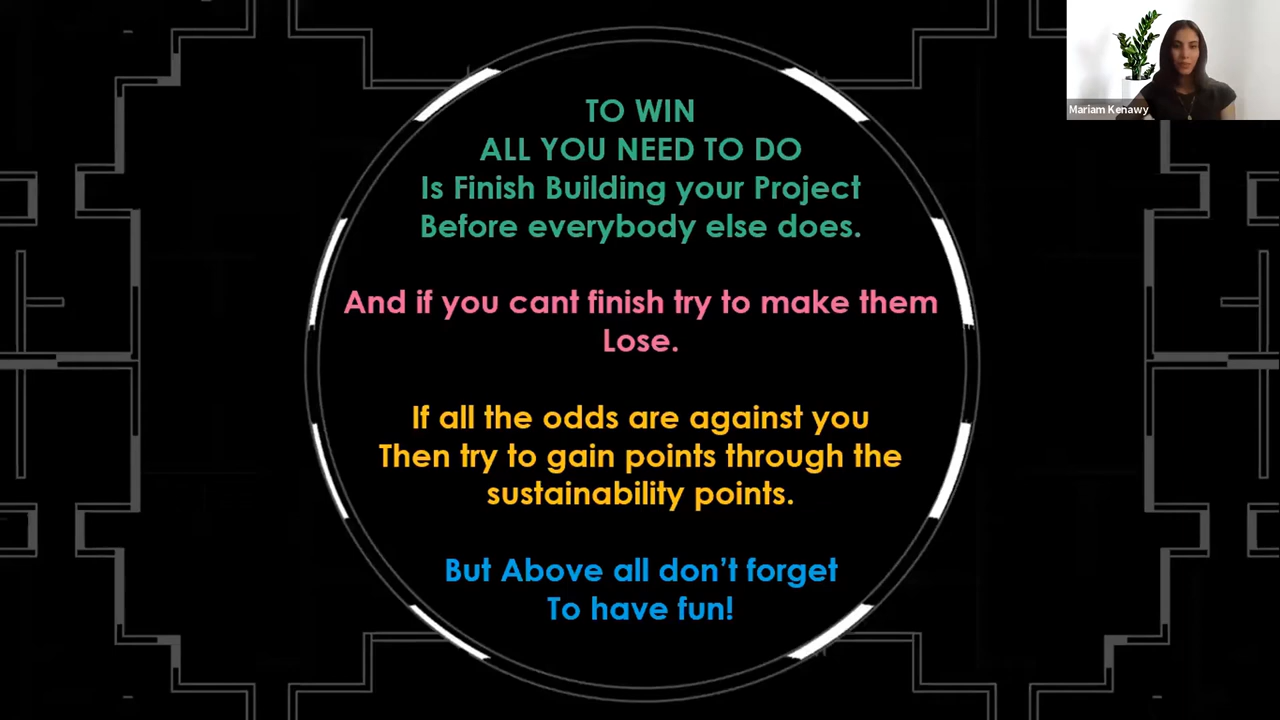 TO WIN
ALL YOU NEED TO DO
Is Finish Building your Project
Before everybody else does.
And if you cant finish try to make them
Lose.
If all the odds are against you
Then try to gain points through the
sustainability points.
But Above all don’t forget
To have fun!
Mariam Kenawy